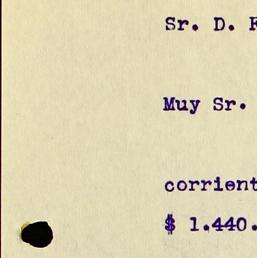 Sr. D. F
Muy Sr.
corrient
$ 1.440.